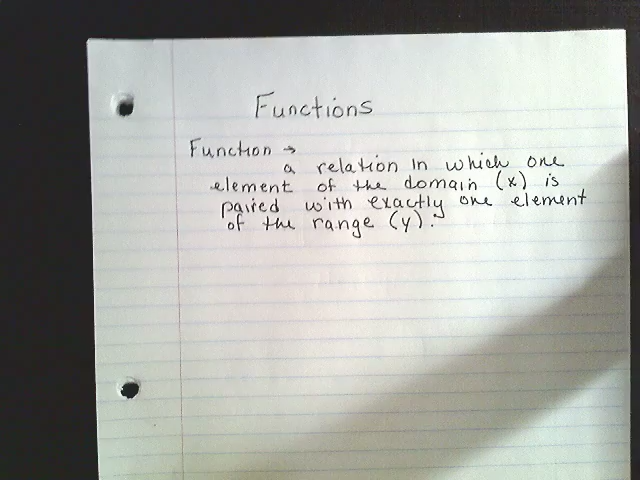 Functions
Function →
a relation in which one
element of the domain (x) is
paired with exactly one element
of the range (y).